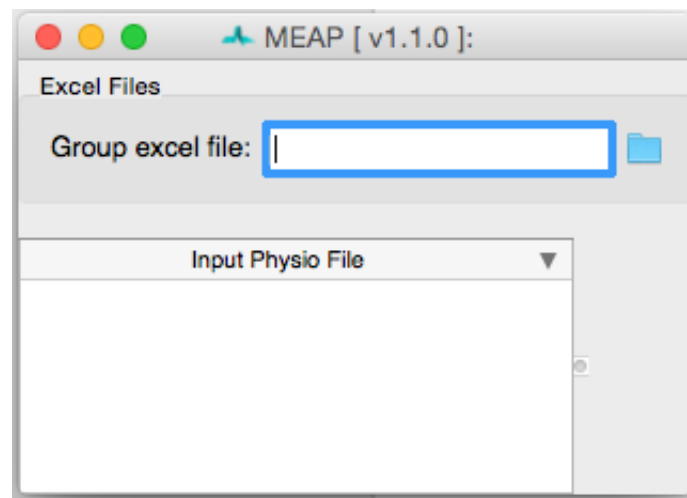 MEAP [ v1.1.0 ]:
Excel Files
Group excel file:
Input Physio File